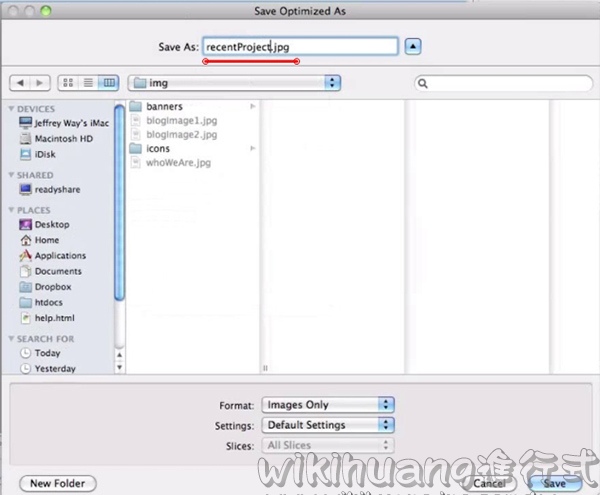 Save Optimized As
Save As: recentProject.jpg
img
DEVICES
Jeffrey Way's iMac
Macintosh HD
iDisk
SHARED
readyshare
PLACES
Desktop
Home
Applications
Documents
Dropbox
htdocs
help.html
SEARCH FOR
Today
Yesterday
banners
blogImage1.jpg
blogImage2.jpg
icons
whoWeAre.jpg
Format: Images Only
Settings: Default Settings
Slices: All Slices
wikihuang進行式
New Folder
Cancel
Save